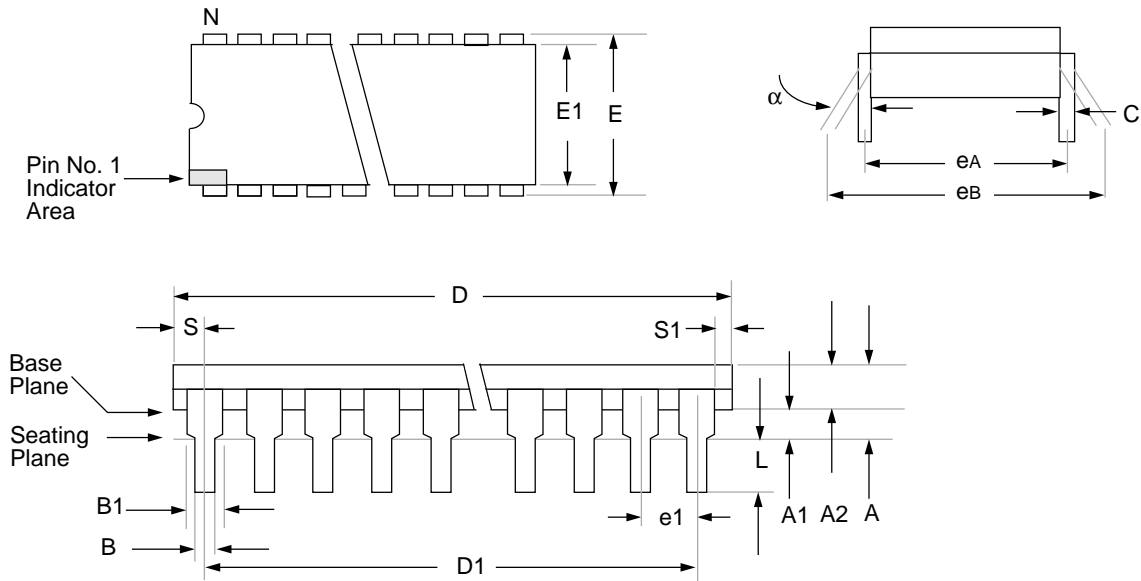 N
E1
E
Pin No. 1
Indicator
Area
α
C
eA
eB
D
S
S1
Base
Plane
Seating
Plane
L
B1
B
e1
A1
A2
A
D1